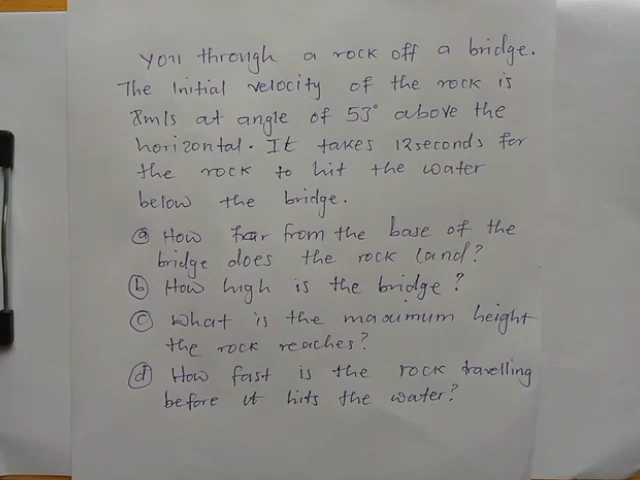 you through a rock off a bridge.
The Initial velocity of the rock is
8m/s at angle of 53° above the
horizontal. It takes 12seconds for
the rock to hit the water
below the bridge.
ⓐ How far from the base of the
bridge does the rock land?
ⓑ How high is the bridge?
ⓒ What is the maximum height
the rock reaches?
ⓓ How fast is the rock travelling
before it hits the water?